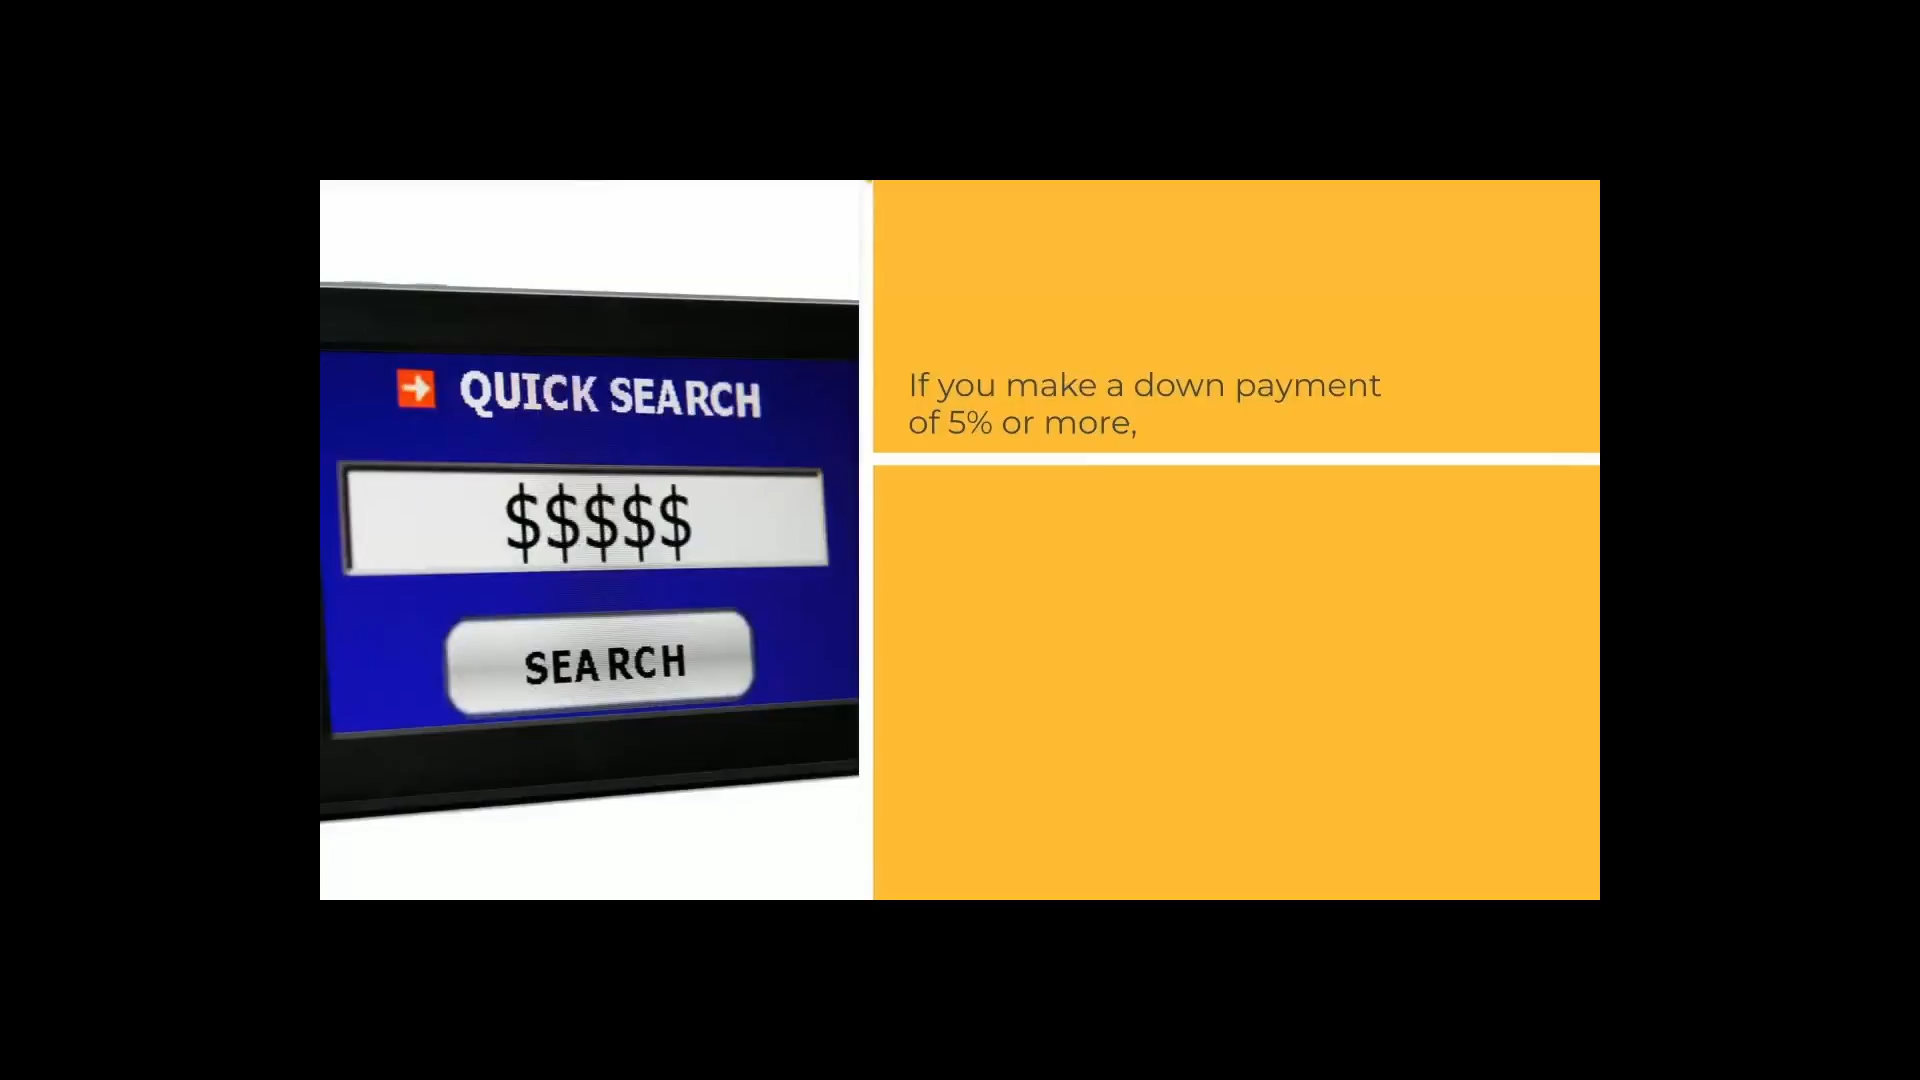 QUICK SEARCH
$$$$$
SEARCH
If you make a down payment
of 5% or more,